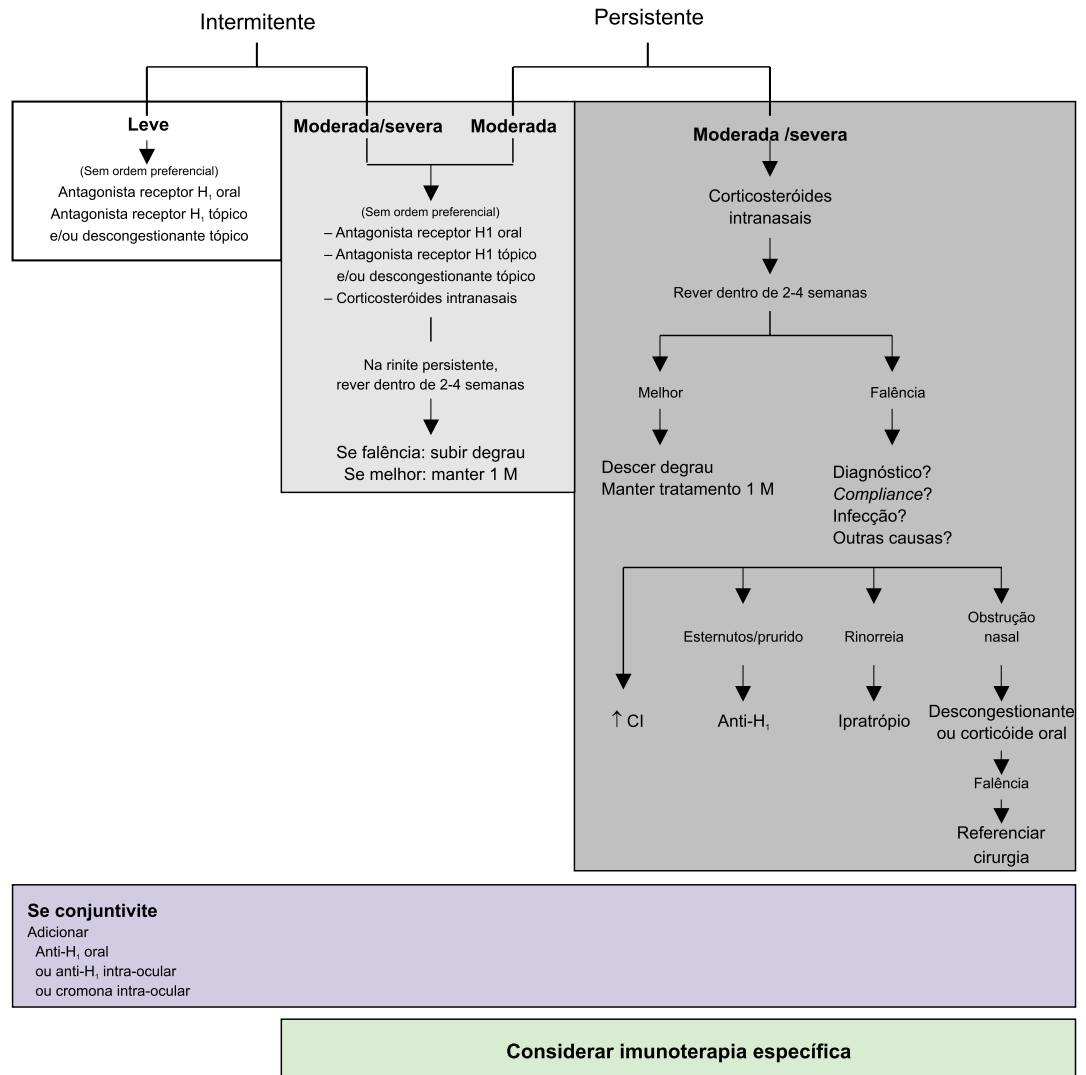 Intermitente
Persistente
Leve
(Sem ordem preferencial)
Antagonista receptor H₁ oral
Antagonista receptor H₁ tópico
e/ou descongestionante tópico
Moderada/severa
Moderada
(Sem ordem preferencial)
– Antagonista receptor H1 oral
– Antagonista receptor H1 tópico
e/ou descongestionante tópico
– Corticosteróides intranasais
Na rinite persistente,
rever dentro de 2-4 semanas
Se falência: subir degrau
Se melhor: manter 1 M
Moderada /severa
Corticosteróides
intranasais
Rever dentro de 2-4 semanas
Melhor
Descer degrau
Manter tratamento 1 M
Falência
Diagnóstico?
Compliance?
Infecção?
Outras causas?
↑ CI
Esternutos/prurido
Anti-H₁
Rinorreia
Ipratrópio
Obstrução
nasal
Descongestionante
ou corticóide oral
Falência
Referenciar
cirurgia
Se conjuntivite
Adicionar
Anti-H₁ oral
ou anti-H₁ intra-ocular
ou cromona intra-ocular
Considerar imunoterapia específica